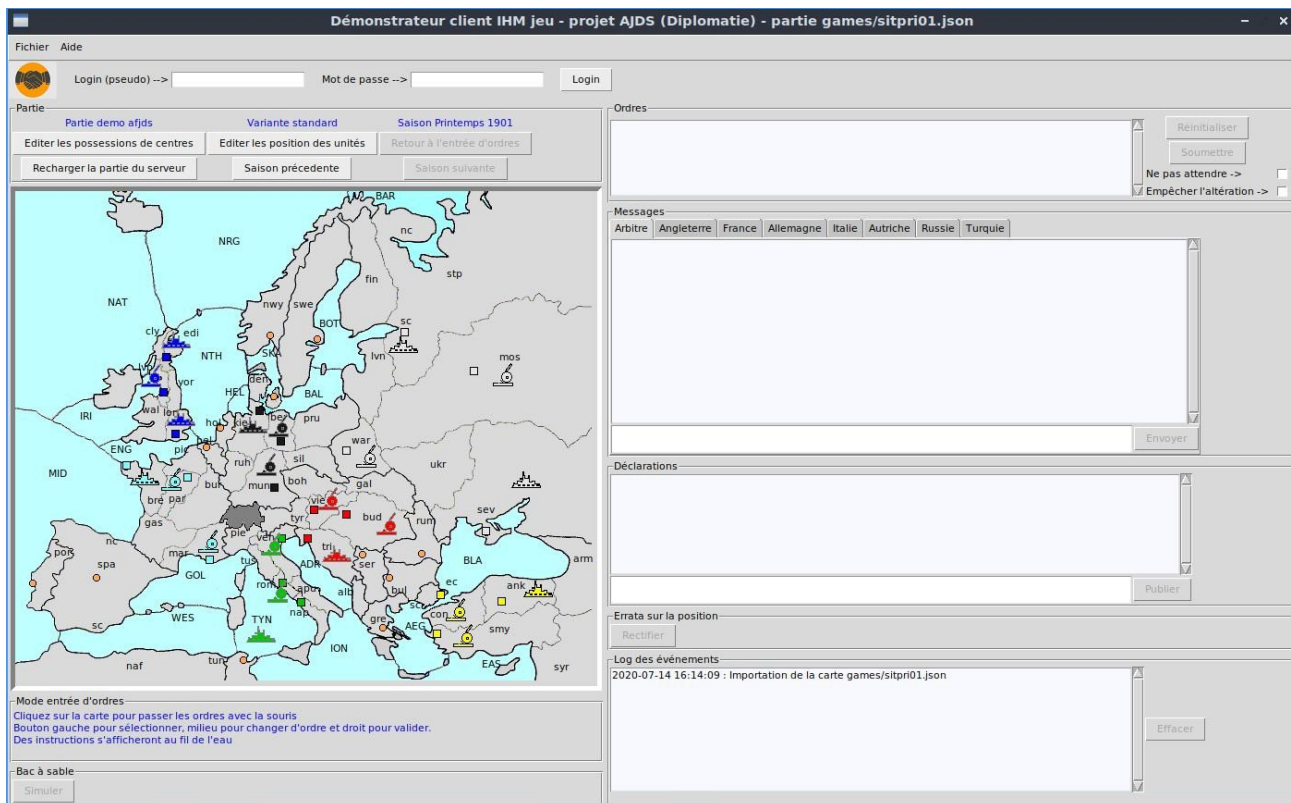 Démonstrateur client IHM jeu - projet AJDS (Diplomatie) - partie games/sitpri01.json
Fichier Aide
Login (pseudo) --> Mot de passe --> Login
Partie
Partie demo afjds Variante standard Saison Printemps 1901
Editer les possessions de centres Editer les position des unités Retour à l'entrée d'ordres
Recharger la partie du serveur Saison précedente Saison suivante
BAR
nc
NRG
stp
fin
NAT
nwy swe
BOT
sc
cly edi
NTH
SKA
lvn
mos
lvp
yor
den
HEL
BAL
IRI
wal lon
hol
kie
ber
pru
bel
war
ENG
pic
MID
ruh
sil
ukr
bur
mun
boh
gal
bre par
vie
sev
gas
tyr
bud
rum
nc
pie
ven
mar
tri
BLA
por
spa
tus
ADR
ser
arm
GOL
rom
apu
alb
bul
ec
ank
sc
con
WES
TYN
nap
gre
AEG
smy
sc
ION
naf
tun
EAS
syr
Mode entrée d'ordres
Cliquez sur la carte pour passer les ordres avec la souris
Bouton gauche pour sélectionner, milieu pour changer d'ordre et droit pour valider.
Des instructions s'afficheront au fil de l'eau
Bac à sable
Simuler
Ordres
Réinitialiser
Soumettre
Ne pas attendre ->
Empêcher l'altération ->
Messages
Arbitre Angleterre France Allemagne Italie Autriche Russie Turquie
Envoyer
Déclarations
Publier
Errata sur la position
Rectifier
Log des événements
2020-07-14 16:14:09 : Importation de la carte games/sitpri01.json
Effacer